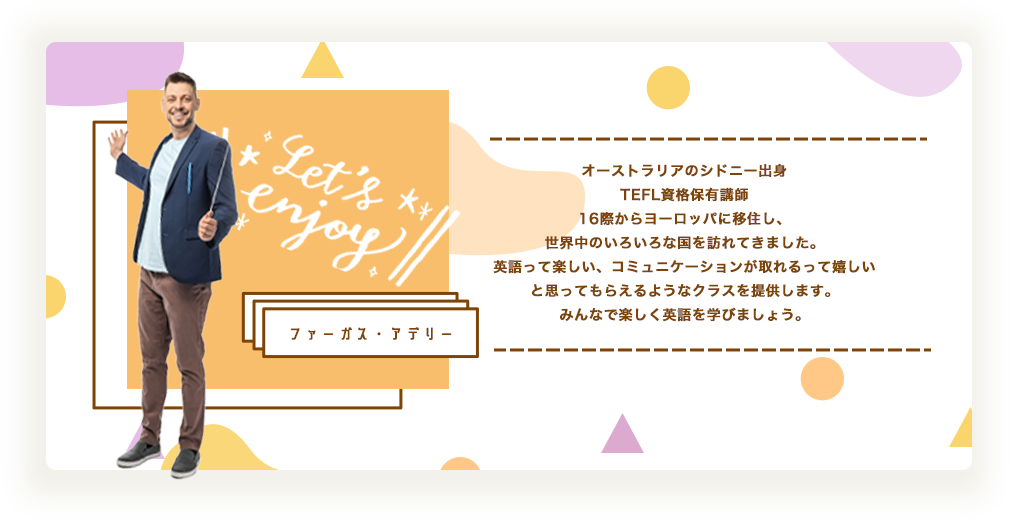 Let's
enjoy
ファーガス・アデリー
オーストラリアのシドニー出身
TEFL資格保有講師
16際からヨーロッパに移住し、
世界中のいろいろな国を訪れてきました。
英語って楽しい、コミュニケーションが取れるって嬉しい
と思ってもらえるようなクラスを提供します。
みんなで楽しく英語を学びましょう。